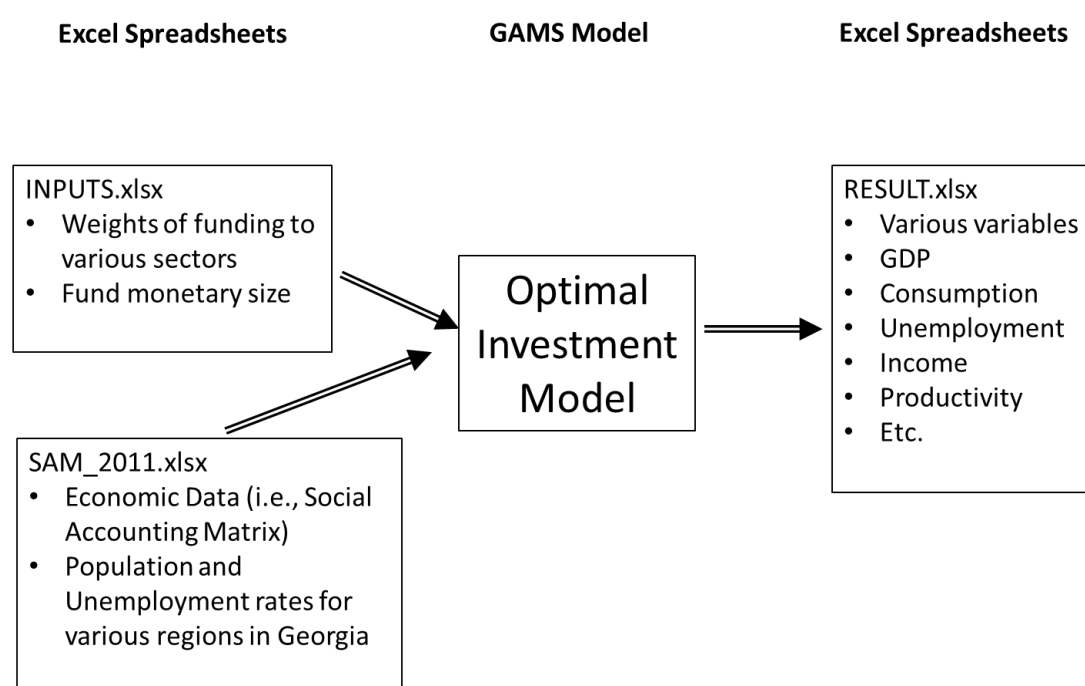 Excel Spreadsheets
GAMS Model
Excel Spreadsheets
INPUTS.xlsx
• Weights of funding to
various sectors
• Fund monetary size
SAM_2011.xlsx
• Economic Data (i.e., Social
Accounting Matrix)
• Population and
Unemployment rates for
various regions in Georgia
Optimal
Investment
Model
RESULT.xlsx
• Various variables
• GDP
• Consumption
• Unemployment
• Income
• Productivity
• Etc.